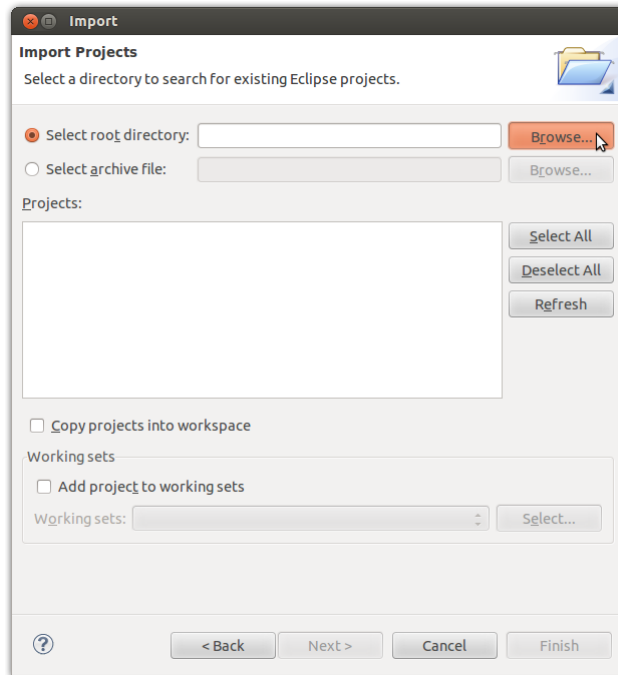 Import
Import Projects
Select a directory to search for existing Eclipse projects.
Select root directory: Browse...
Select archive file: Browse...
Projects:
Select All
Deselect All
Refresh
Copy projects into workspace
Working sets
Add project to working sets
Working sets: Select...
? < Back Next > Cancel Finish